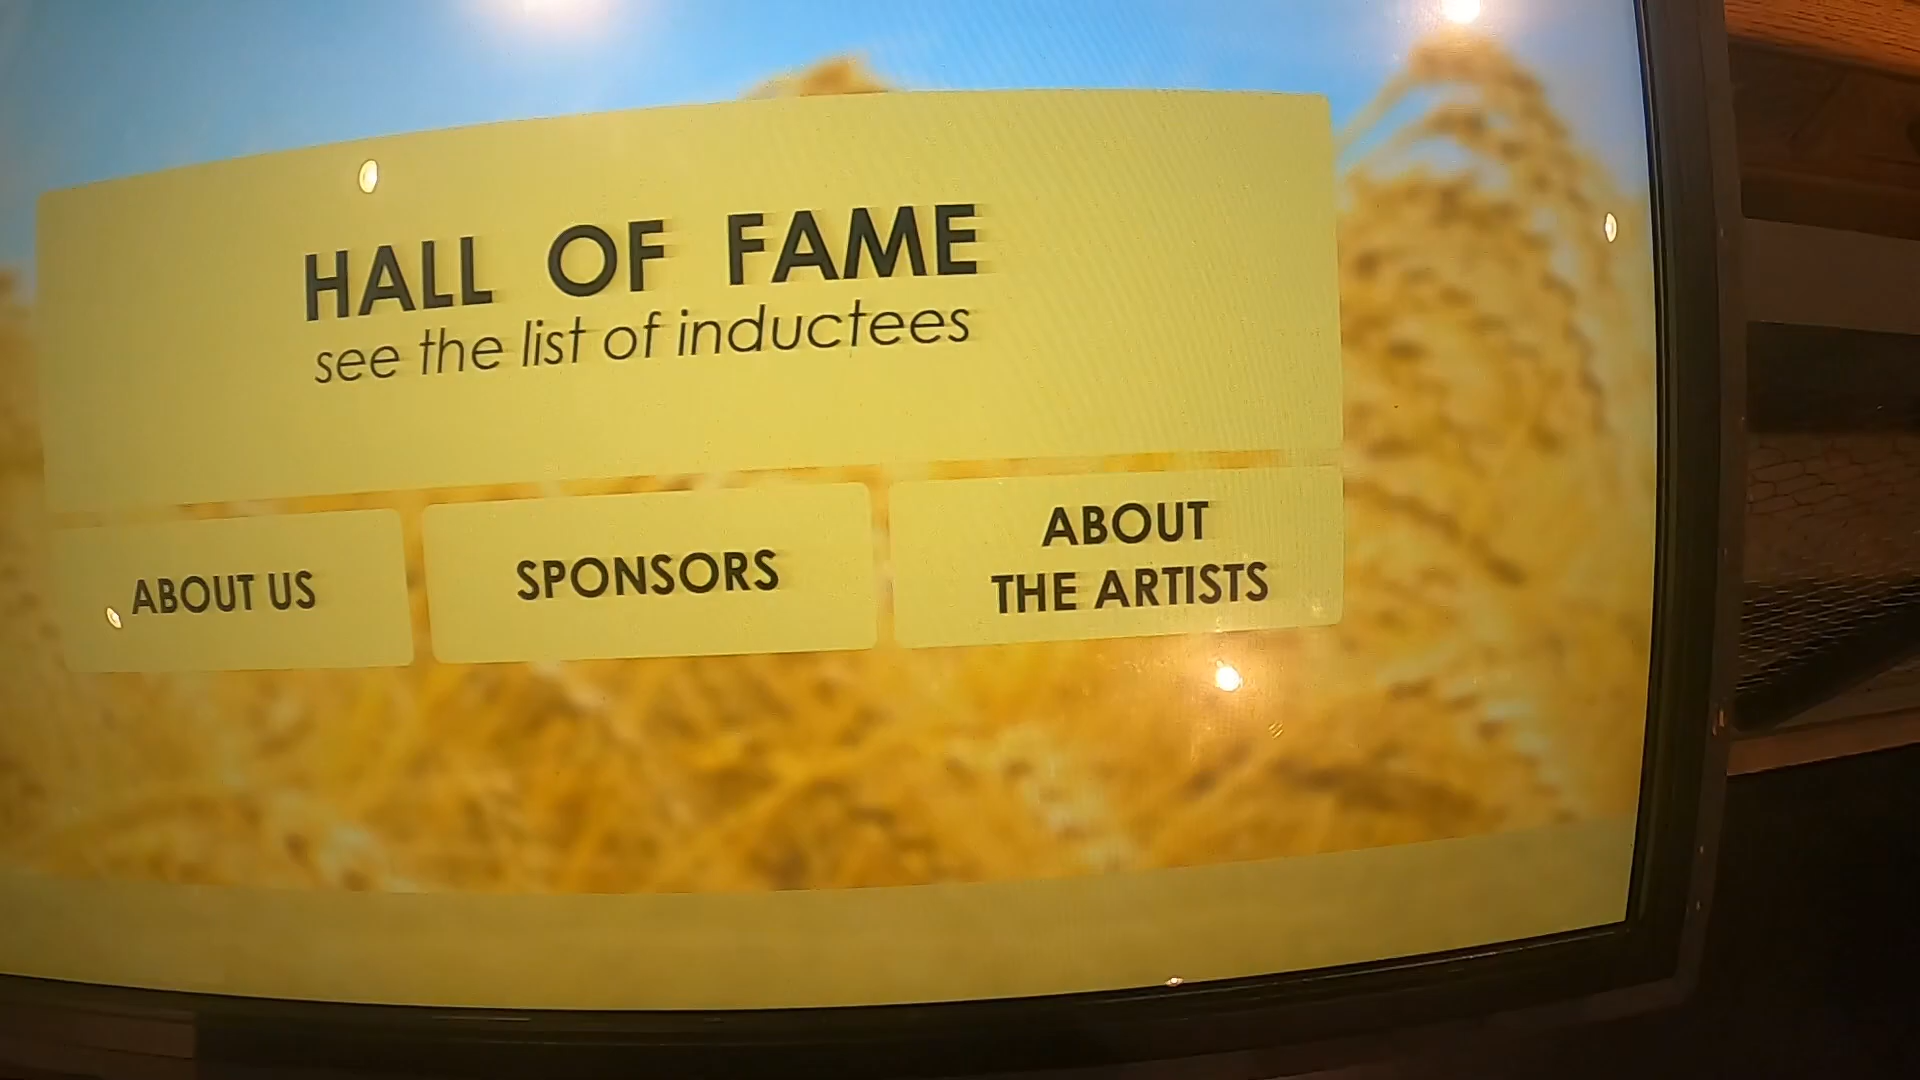 HALL OF FAME
see the list of inductees
ABOUT US
SPONSORS
ABOUT
THE ARTISTS